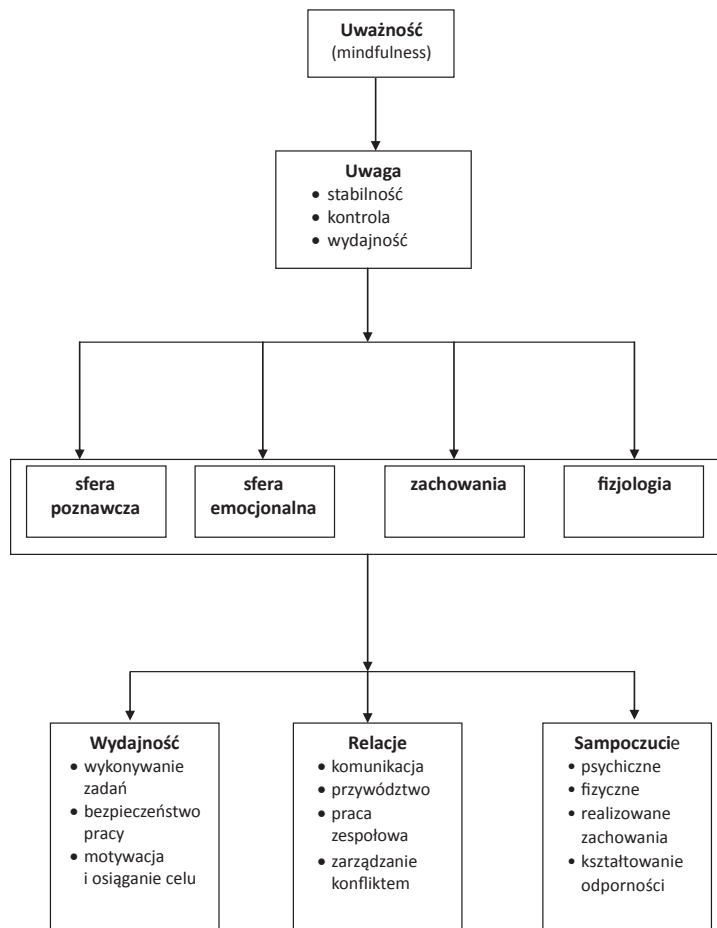 Uważność
(mindfulness)
Uwaga
• stabilność
• kontrola
• wydajność
sfera
poznawcza
sfera
emocjonalna
zachowania
fizjologia
Wydajność
• wykonywanie
zadań
• bezpieczeństwo
pracy
• motywacja
i osiąganie celu
Relacje
• komunikacja
• przywództwo
• praca
zespołowa
• zarządzanie
konfliktem
Sampoczucie
• psychiczne
• fizyczne
• realizowane
zachowania
• kształtowanie
odporności